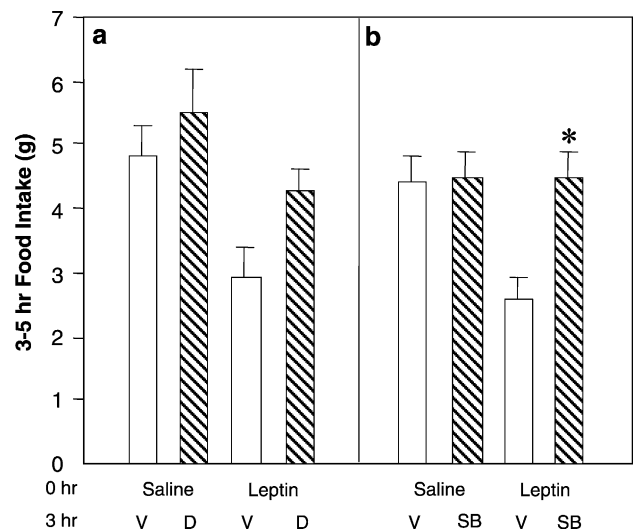 7
a
b
6
*
5
4
3
2
1
0
3-5 hr Food Intake (g)
0 hr Saline Leptin Saline Leptin
3 hr V D V D V SB V SB